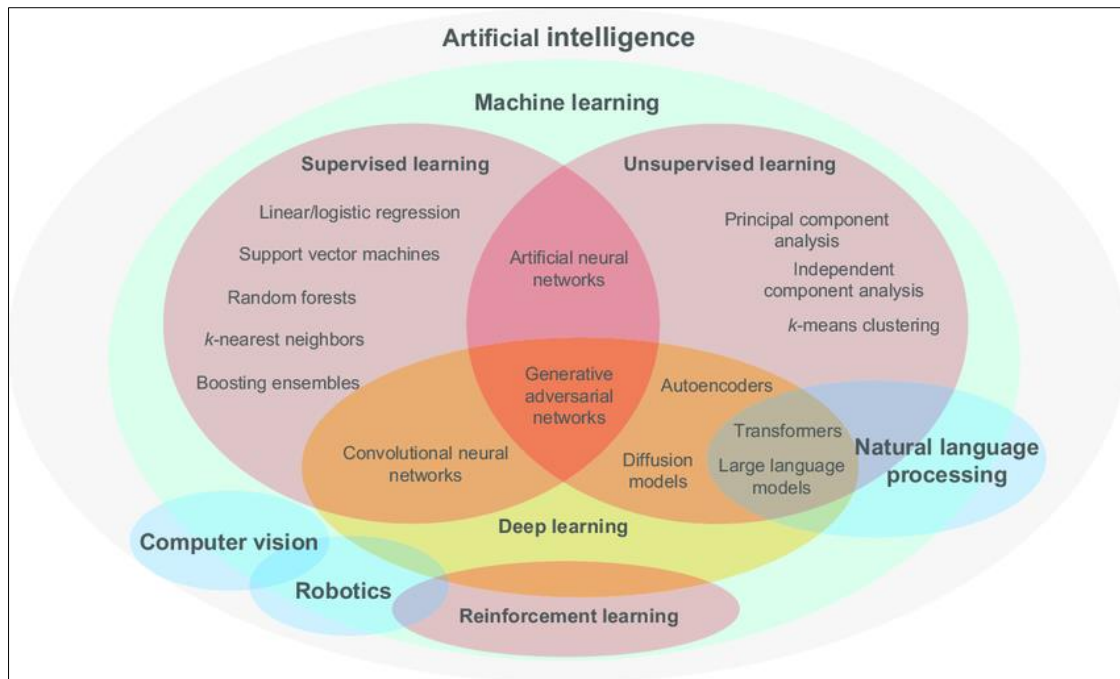 Artificial intelligence
Machine learning
Supervised learning
Unsupervised learning
Linear/logistic regression
Support vector machines
Random forests
k-nearest neighbors
Boosting ensembles
Artificial neural
networks
Principal component
analysis
Independent
component analysis
k-means clustering
Generative
adversarial
networks
Autoencoders
Convolutional neural
networks
Diffusion
models
Transformers
Large language
models
Natural language
processing
Deep learning
Computer vision
Robotics
Reinforcement learning